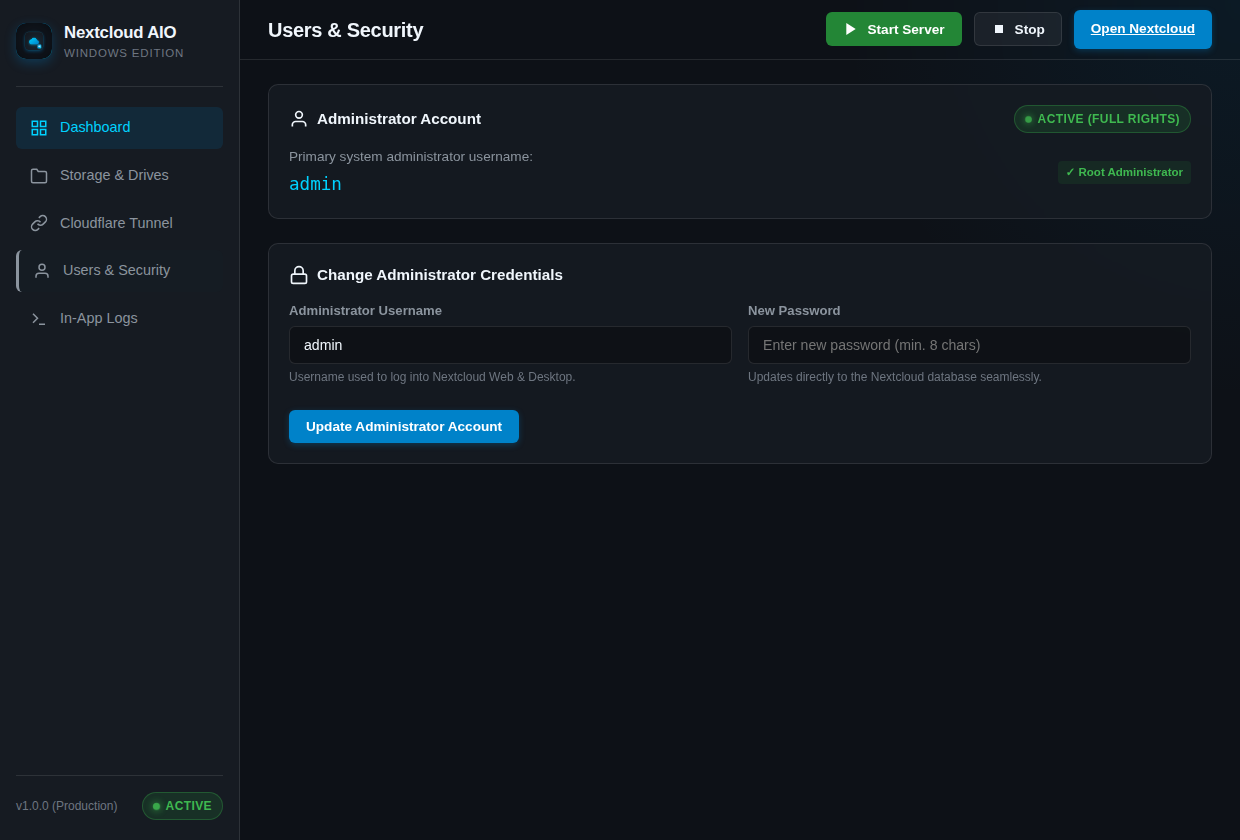 Nextcloud AIO
WINDOWS EDITION
Dashboard
Storage & Drives
Cloudflare Tunnel
Users & Security
In-App Logs
v1.0.0 (Production)
ACTIVE
Users & Security
Start Server
Stop
Open Nextcloud
Administrator Account
ACTIVE (FULL RIGHTS)
Primary system administrator username:
admin
✓ Root Administrator
Change Administrator Credentials
Administrator Username
admin
Username used to log into Nextcloud Web & Desktop.
New Password
Enter new password (min. 8 chars)
Updates directly to the Nextcloud database seamlessly.
Update Administrator Account